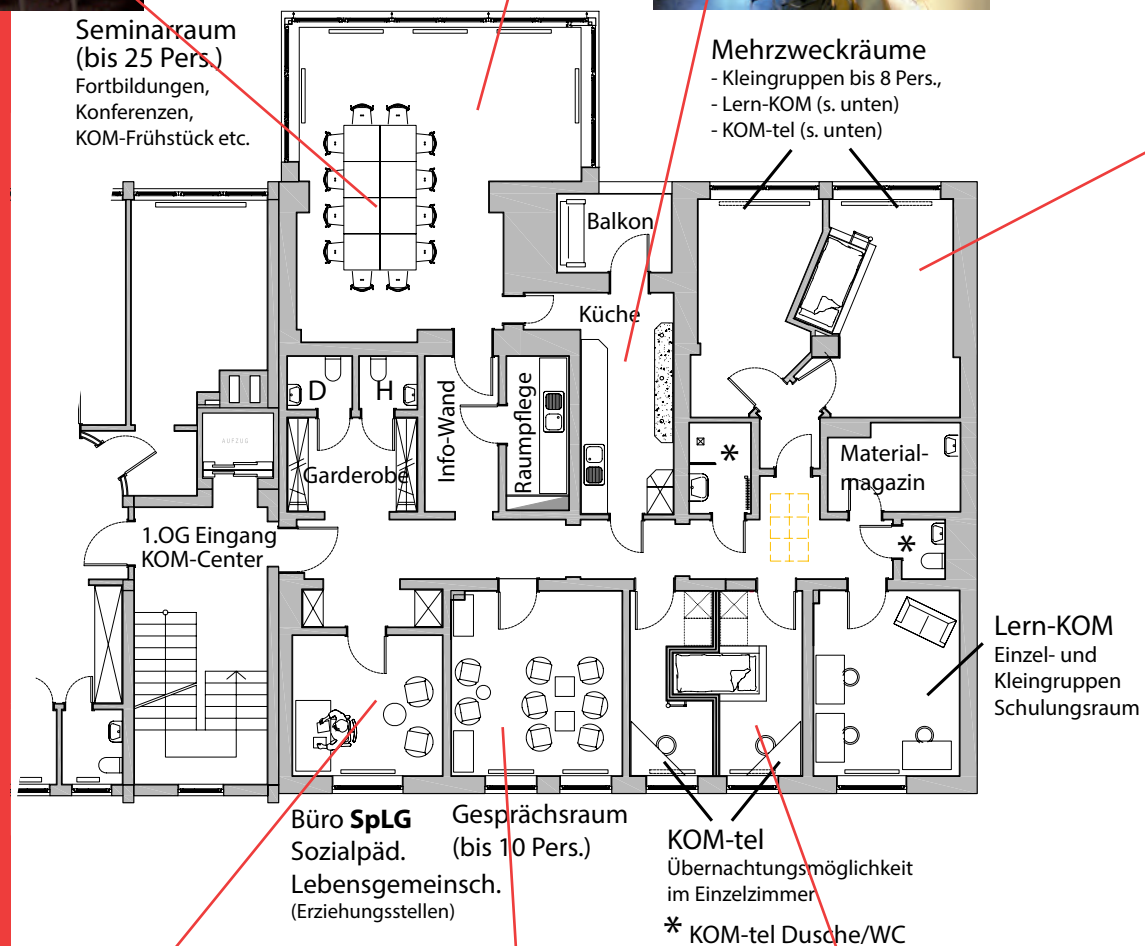 Seminarraum
(bis 25 Pers.)
Fortbildungen,
Konferenzen,
KOM-Frühstück etc.
Mehrzweckräume
- Kleingruppen bis 8 Pers.,
- Lern-KOM (s. unten)
- KOM-tel (s. unten)
Balkon
Küche
D
H
Info-Wand
Raumpflege
Garderobe
AUFZUG
*
Material-
magazin
*
1.OG Eingang
KOM-Center
Lern-KOM
Einzel- und
Kleingruppen
Schulungsraum
Büro SpLG
Sozialpäd.
Lebensgemeinsch.
(Erziehungsstellen)
Gesprächsraum
(bis 10 Pers.)
KOM-tel
Übernachtungsmöglichkeit
im Einzelzimmer
* KOM-tel Dusche/WC